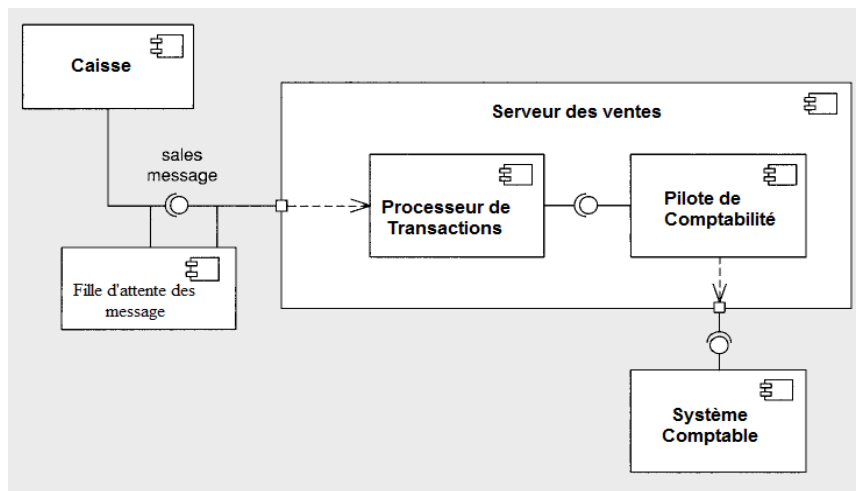 Caisse
Serveur des ventes
sales
message
Processeur de
Transactions
Pilote de
Comptabilité
Fille d'attente des
message
Système
Comptable